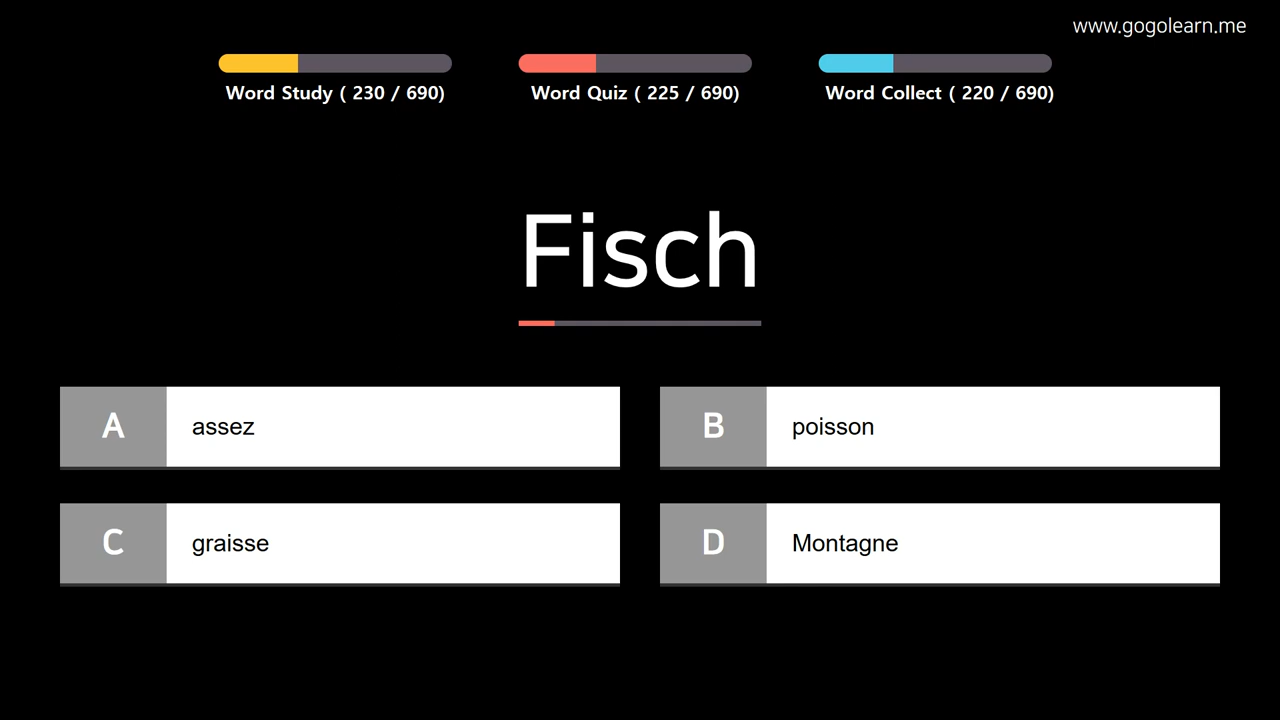 www.gogolearn.me
Word Study ( 230 / 690)
Word Quiz ( 225 / 690)
Word Collect ( 220 / 690)
Fisch
A assez
B poisson
C graisse
D Montagne